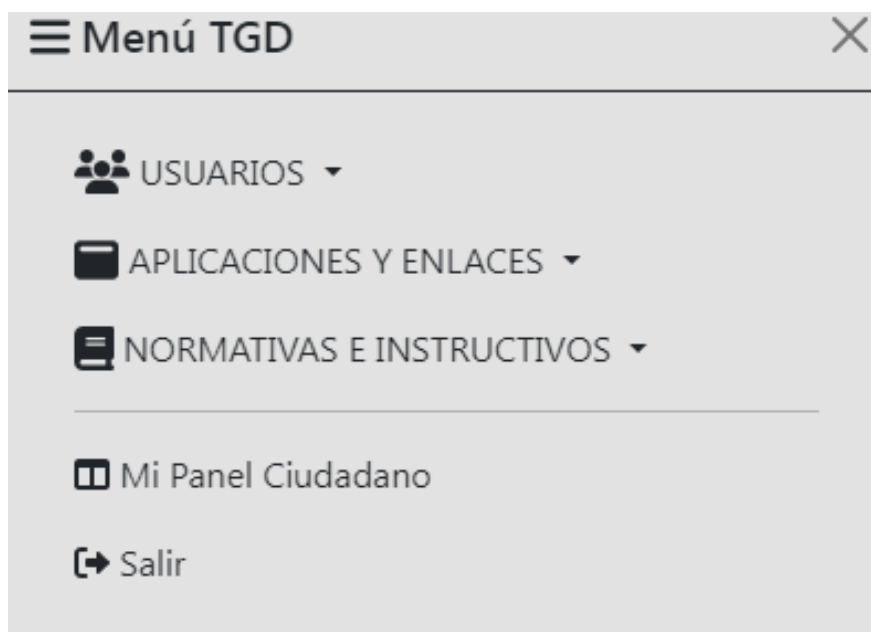 Menú TGD
USUARIOS
APLICACIONES Y ENLACES
NORMATIVAS E INSTRUCTIVOS
Mi Panel Ciudadano
Salir